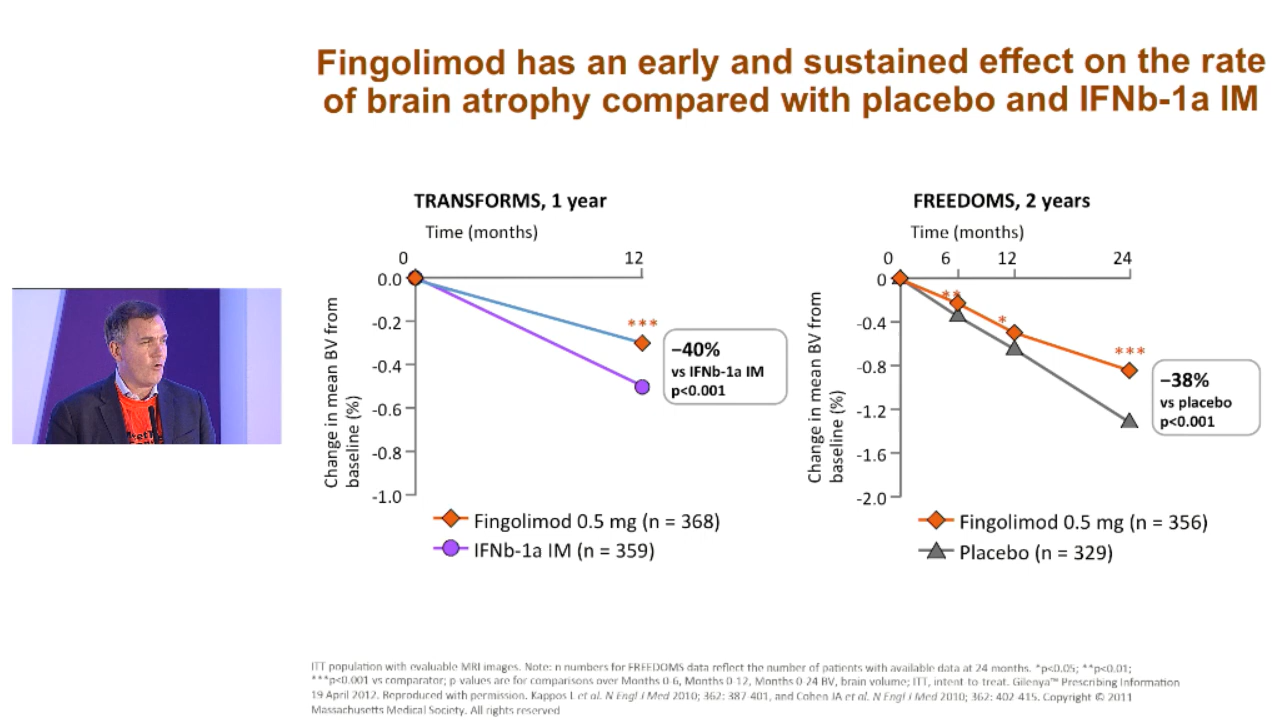 Fingolimod has an early and sustained effect on the rate
of brain atrophy compared with placebo and IFNb-1a IM
TRANSFORMS, 1 year
Time (months)
0
12
0.0
-0.2
-0.4
-0.6
-0.8
-1.0
Change in mean BV from
baseline (%)
***
−40%
vs IFNb-1a IM
p<0.001
Fingolimod 0.5 mg (n = 368)
IFNb-1a IM (n = 359)
FREEDOMS, 2 years
Time (months)
0
6
12
24
0
-0.4
-0.8
-1.2
-1.6
-2.0
Change in mean BV from
baseline (%)
**
*
***
−38%
vs placebo
p<0.001
Fingolimod 0.5 mg (n = 356)
Placebo (n = 329)
ITT population with evaluable MRI images. Note: n numbers for FREEDOMS data reflect the number of patients with available data at 24 months. *p<0.05; **p<0.01;
***p<0.001 vs comparator; p values are for comparisons over Months 0-6, Months 0-12, Months 0-24 BV, brain volume; ITT, intent to treat. Gilenya™ Prescribing Information
19 April 2012. Reproduced with permission. Kappos L et al. N Engl J Med 2010; 362: 387-401, and Cohen JA et al. N Engl J Med 2010; 362: 402-415. Copyright © 2011
Massachusetts Medical Society. All rights reserved